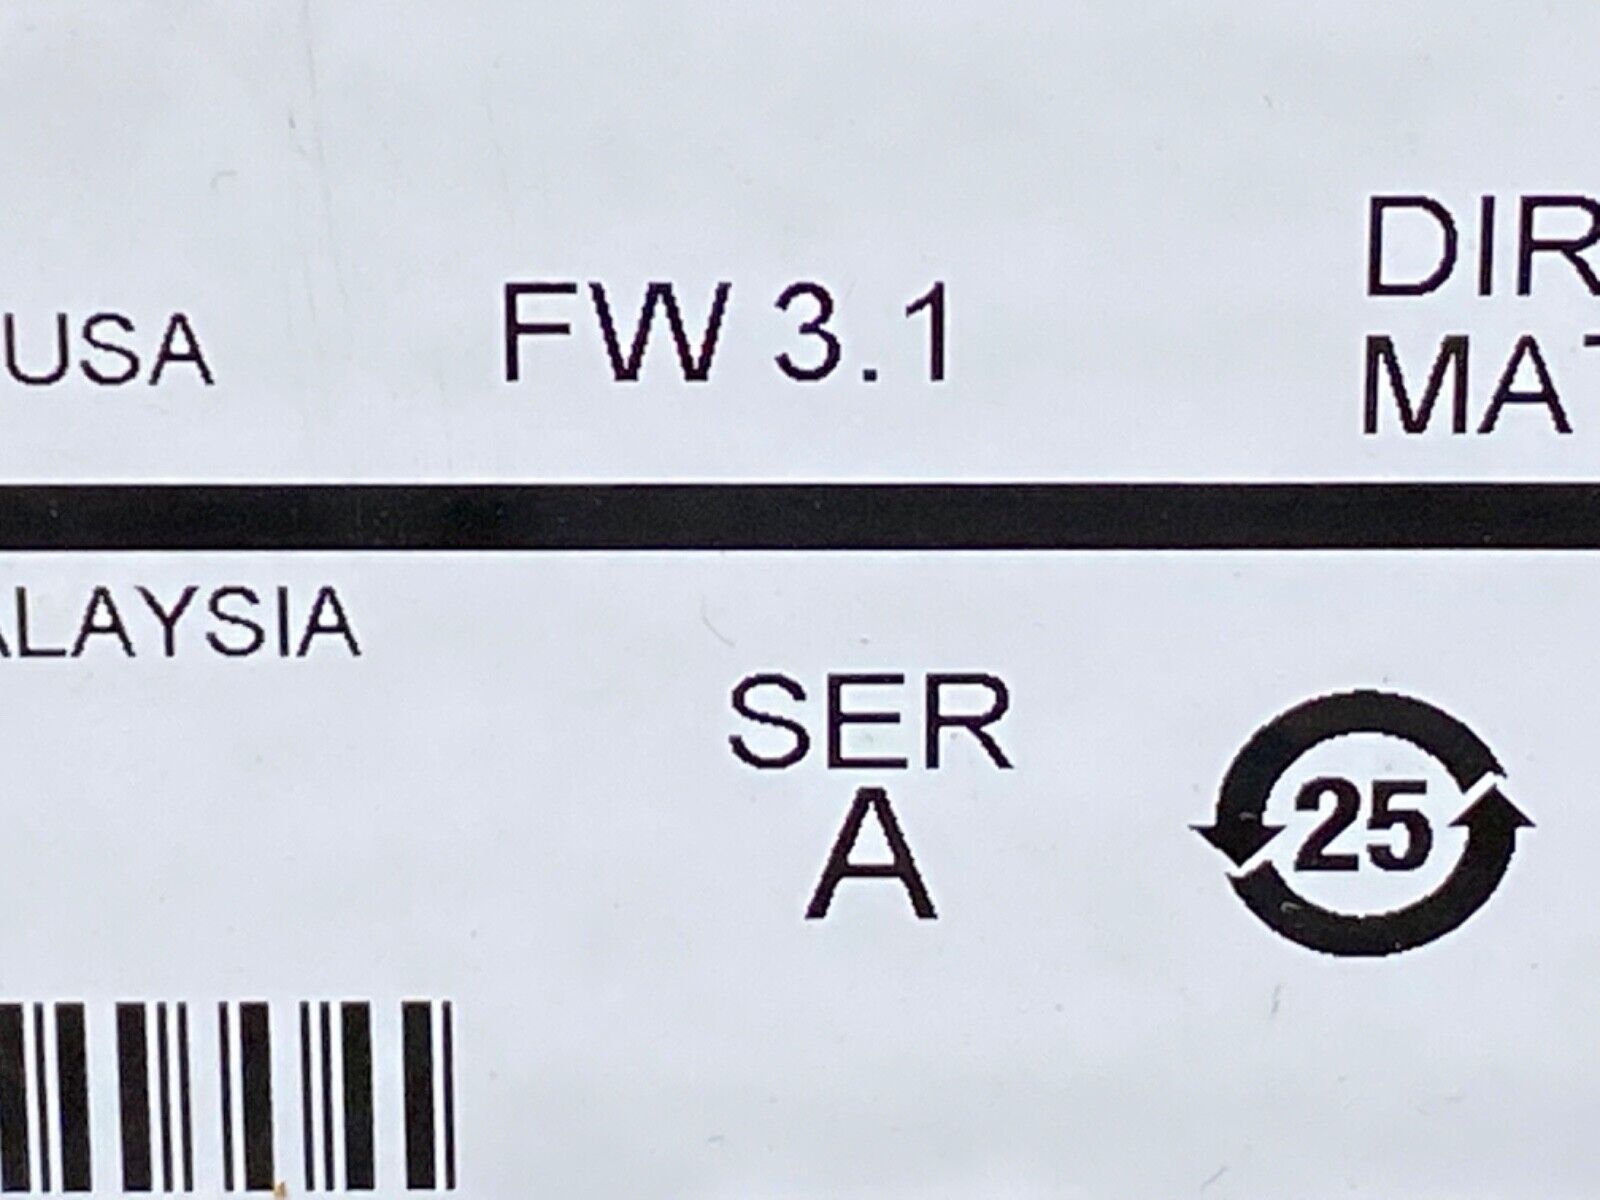 USA
FW 3.1
DIR
MAT
ALAYSIA
SER
A
25